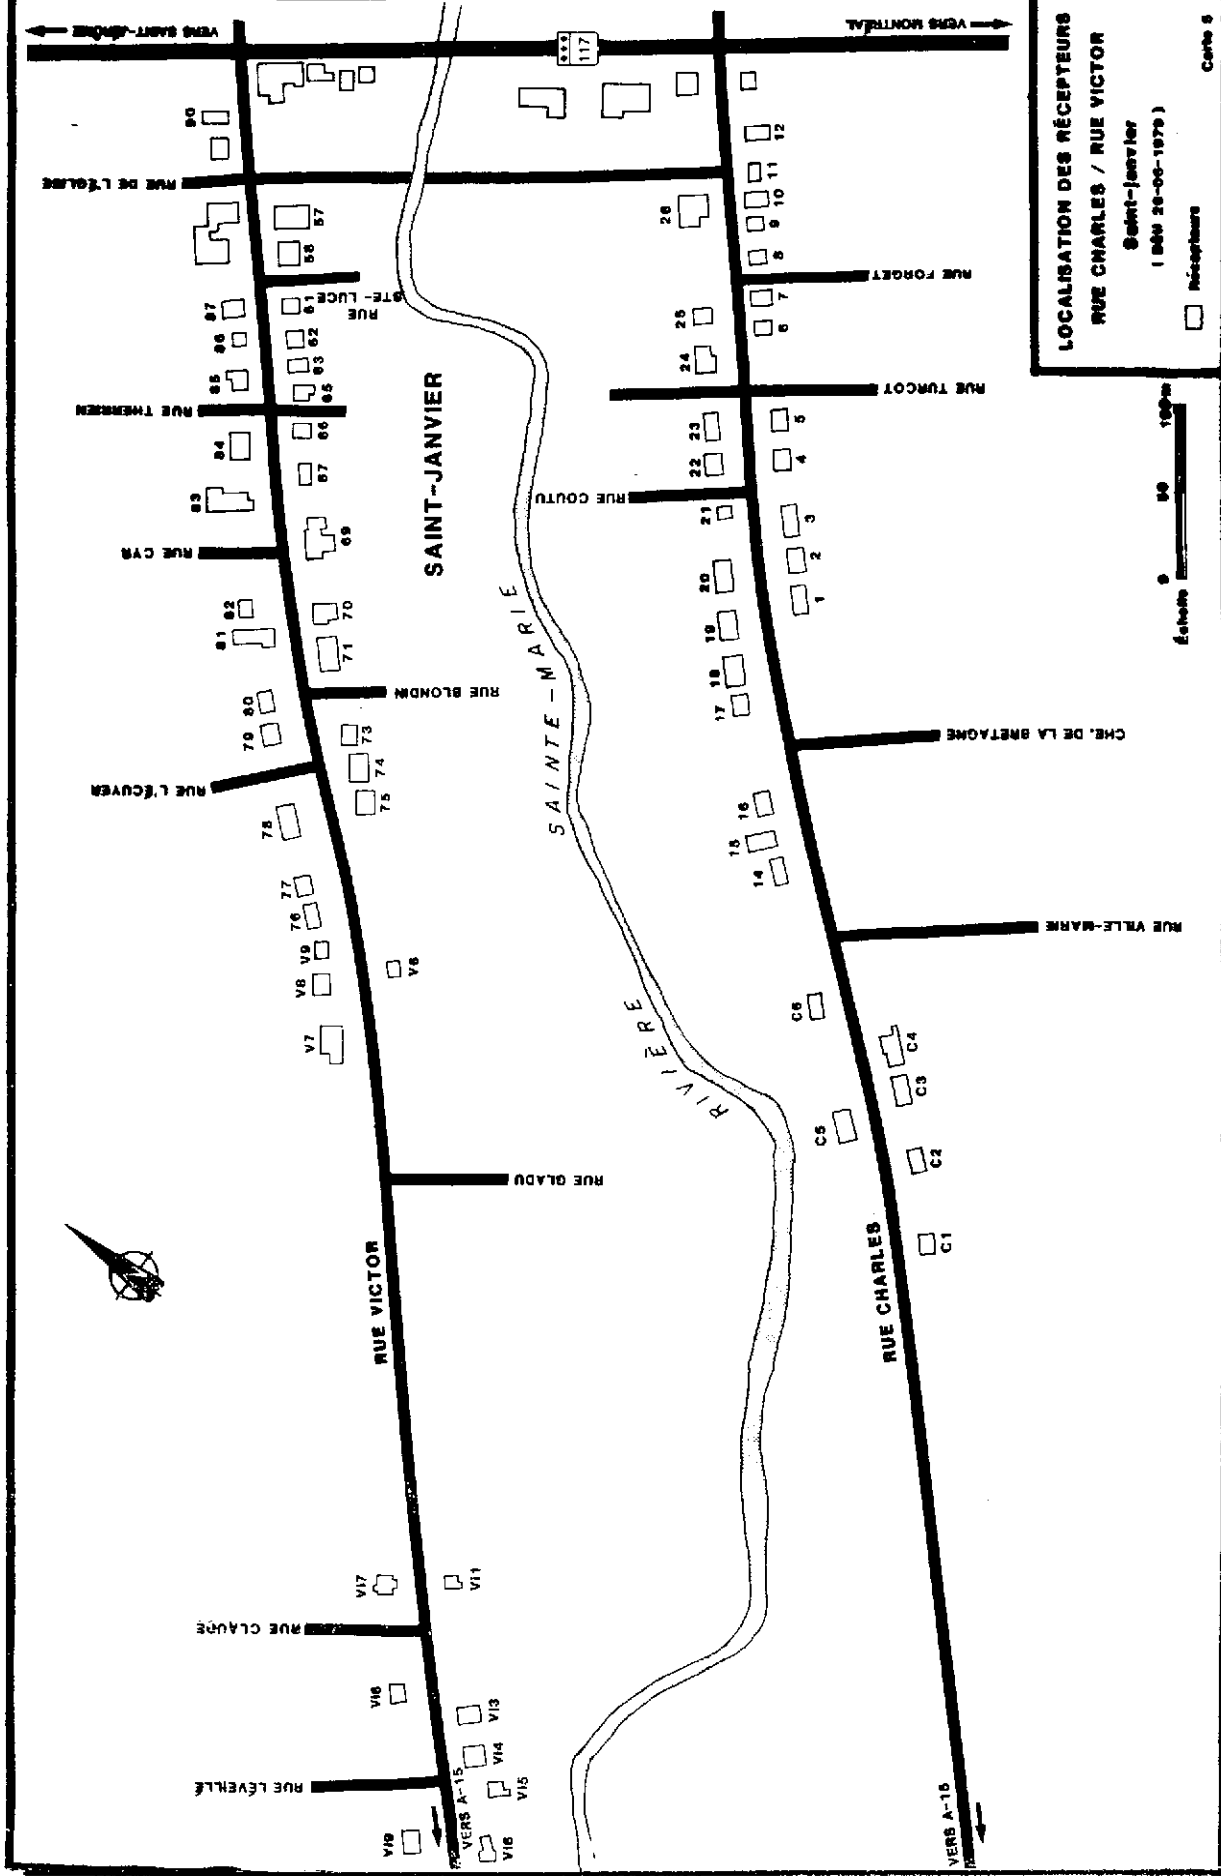 VERS SAINT-JÉRÔME
117
VERS MONTRÉAL
90
RUE DE L'ÉGLISE
57
58
RUE STE-LUCE
87
86
85
61
62
63
65
RUE THERRIEN
84
83
66
67
69
RUE CYR
82
81
70
71
RUE BLONDIN
80
79
73
74
75
RUE L'ÉCUYER
78
77
76
V9
V8
V7
V6
RUE GLADU
RUE VICTOR
V17
V11
RUE CLAUDE
V13
V14
V15
RUE LÉVEILLÉ
VERS A-15
SAINT-JANVIER
RIVIÈRE SAINTE-MARIE
12
11
10
9
8
26
RUE FORGET
7
6
25
24
RUE TURCOT
5
4
23
22
RUE COUTU
21
3
2
1
20
19
18
17
CHE. DE LA BRETAGNE
16
15
14
RUE VILLE-MARIE
C6
C4
C3
C5
C2
C1
RUE CHARLES
VERS A-15
LOCALISATION DES RÉCEPTEURS
RUE CHARLES / RUE VICTOR
Saint-Janvier
Récepteurs
Carte 5
Échelle 0 50 100m